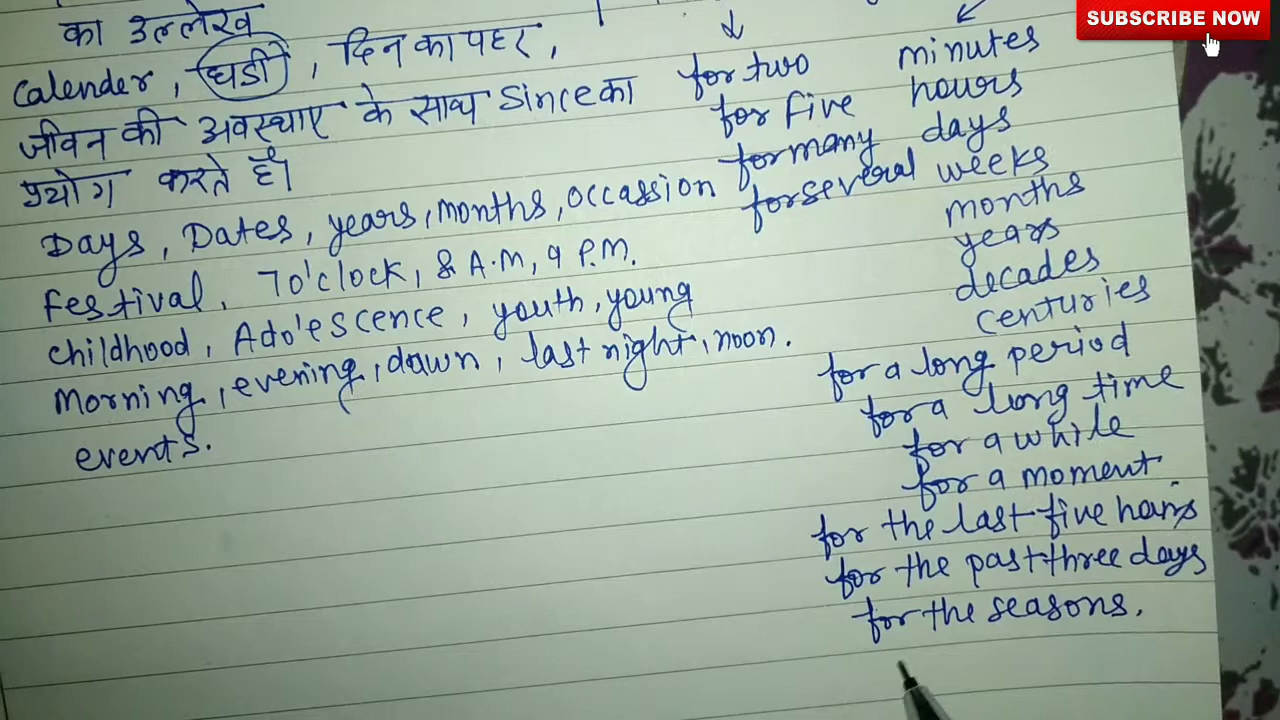 का उल्लेख
Calender, घडी, दिन का पहर,
जीवन की अवस्थाए के साथ Since का
प्रयोग करते है।
Days, Dates, years, months, occassion
Festival, 7 o'clock, 8 A.M, 9 P.M.
childhood, Ado'escence, youth, young
Morning, evening, dawn, last night, noon.
events.
for two minutes
for five hours
for many days
for several weeks
months
years
decades
centuries
for a long period
for a long time
for a while
for a moment
for the last five
for the past three days
for the seasons.
SUBSCRIBE NOW